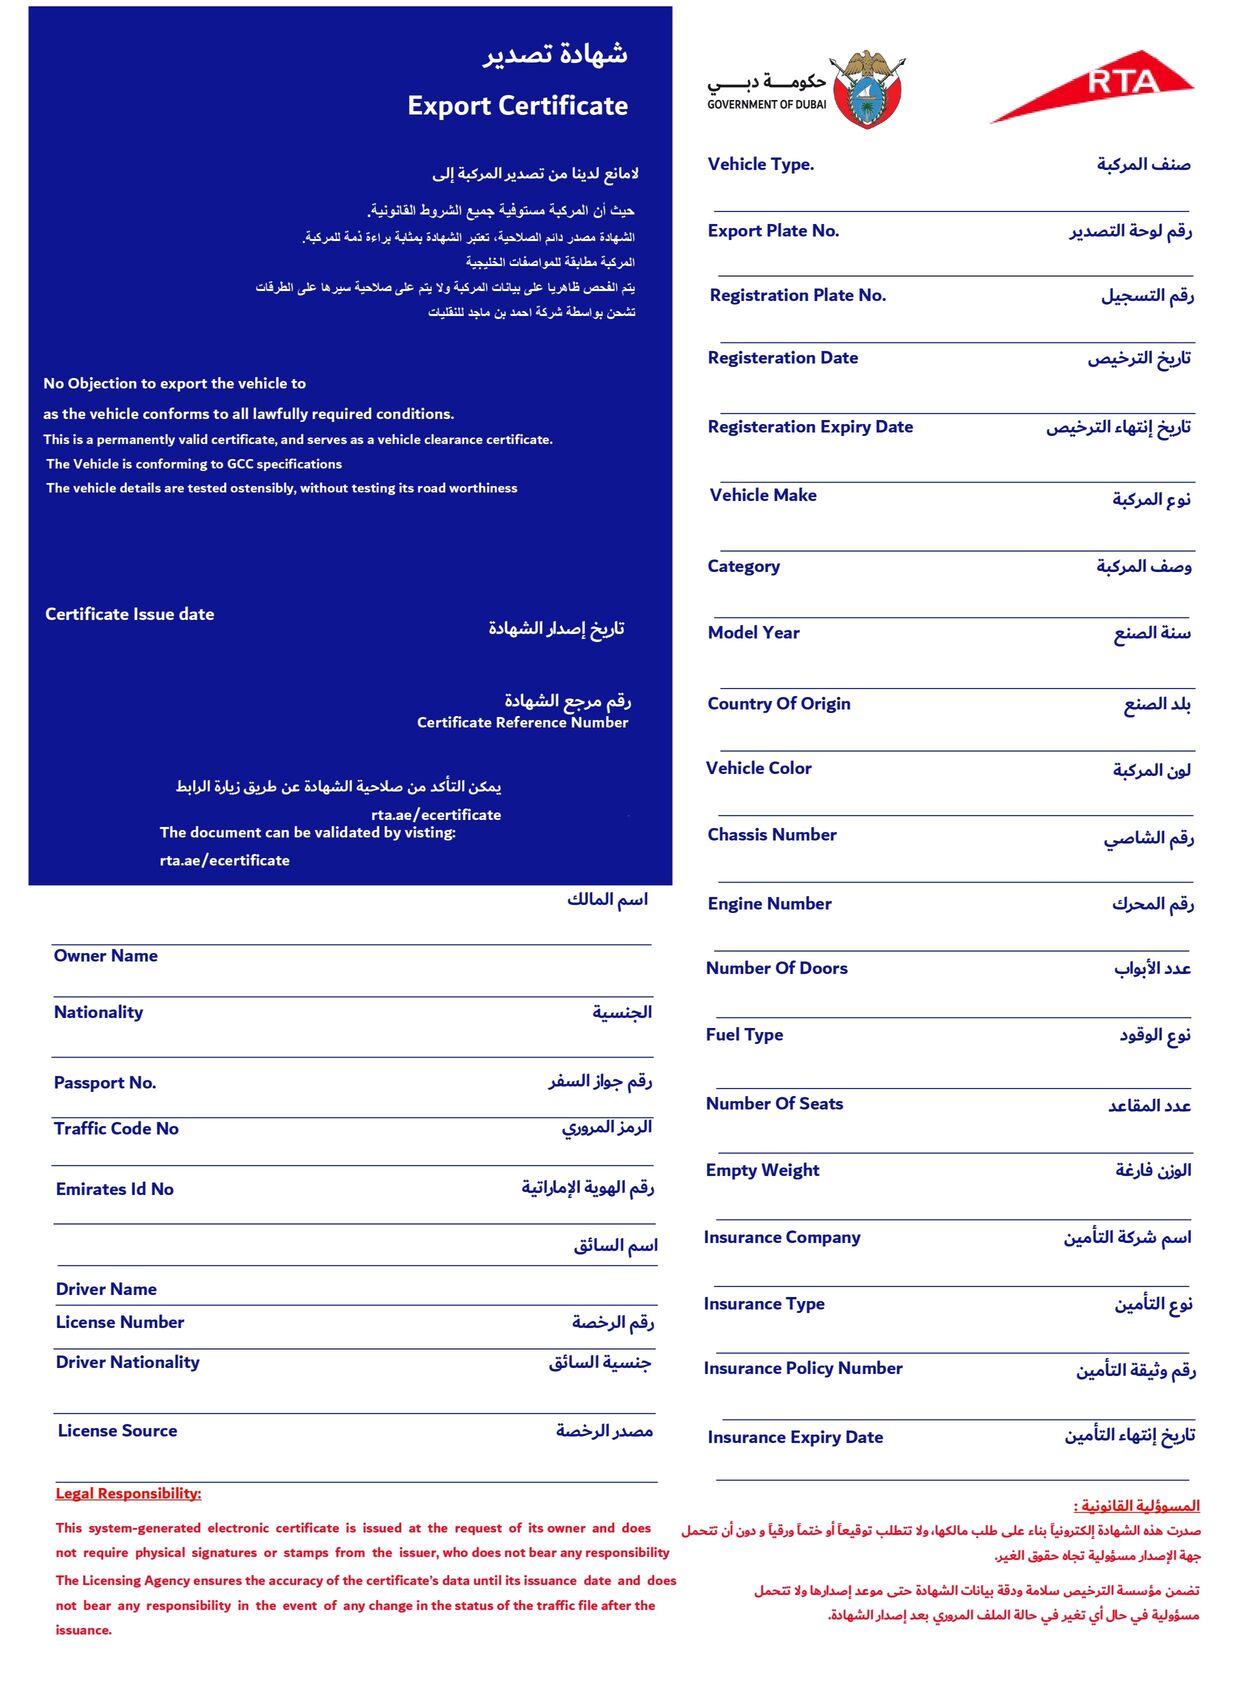 شهادة تصدير
Export Certificate
لامانع لدينا من تصدير المركبة إلى
حيث أن المركبة مستوفية جميع الشروط القانونية.
الشهادة مصدر دائم الصلاحية، تعتبر الشهادة بمثابة براءة ذمة للمركبة.
المركبة مطابقة للمواصفات الخليجية
يتم الفحص ظاهريا على بيانات المركبة ولا يتم على صلاحية سيرها على الطرقات
تشحن بواسطة شركة احمد بن ماجد للنقليات
No Objection to export the vehicle to
as the vehicle conforms to all lawfully required conditions.
This is a permanently valid certificate, and serves as a vehicle clearance certificate.
The Vehicle is conforming to GCC specifications
The vehicle details are tested ostensibly, without testing its road worthiness
Certificate Issue date
تاريخ إصدار الشهادة
رقم مرجع الشهادة
Certificate Reference Number
يمكن التأكد من صلاحية الشهادة عن طريق زيارة الرابط
rta.ae/ecertificate
The document can be validated by visting:
rta.ae/ecertificate
اسم المالك
Owner Name
Nationality الجنسية
Passport No. رقم جواز السفر
Traffic Code No الرمز المروري
Emirates Id No رقم الهوية الإماراتية
اسم السائق
Driver Name
License Number رقم الرخصة
Driver Nationality جنسية السائق
License Source مصدر الرخصة
Legal Responsibility:
This system-generated electronic certificate is issued at the request of its owner and does
not require physical signatures or stamps from the issuer, who does not bear any responsibility
The Licensing Agency ensures the accuracy of the certificate's data until its issuance date and does
not bear any responsibility in the event of any change in the status of the traffic file after the
issuance.
حكومة دبي
GOVERNMENT OF DUBAI
RTA
Vehicle Type. صنف المركبة
Export Plate No. رقم لوحة التصدير
Registration Plate No. رقم التسجيل
Registeration Date تاريخ الترخيص
Registeration Expiry Date تاريخ إنتهاء الترخيص
Vehicle Make نوع المركبة
Category وصف المركبة
Model Year سنة الصنع
Country Of Origin بلد الصنع
Vehicle Color لون المركبة
Chassis Number رقم الشاصي
Engine Number رقم المحرك
Number Of Doors عدد الأبواب
Fuel Type نوع الوقود
Number Of Seats عدد المقاعد
Empty Weight الوزن فارغة
Insurance Company اسم شركة التأمين
Insurance Type نوع التأمين
Insurance Policy Number رقم وثيقة التأمين
Insurance Expiry Date تاريخ إنتهاء التأمين
المسوؤلية القانونية :
صدرت هذه الشهادة إلكترونياً بناء على طلب مالكها، ولا تتطلب توقيعاً أو ختماً ورقياً و دون أن تتحمل
جهة الإصدار مسؤولية تجاه حقوق الغير.
تضمن مؤسسة الترخيص سلامة ودقة بيانات الشهادة حتى موعد إصدارها ولا تتحمل
مسؤولية في حال أي تغير في حالة الملف المروري بعد إصدار الشهادة.